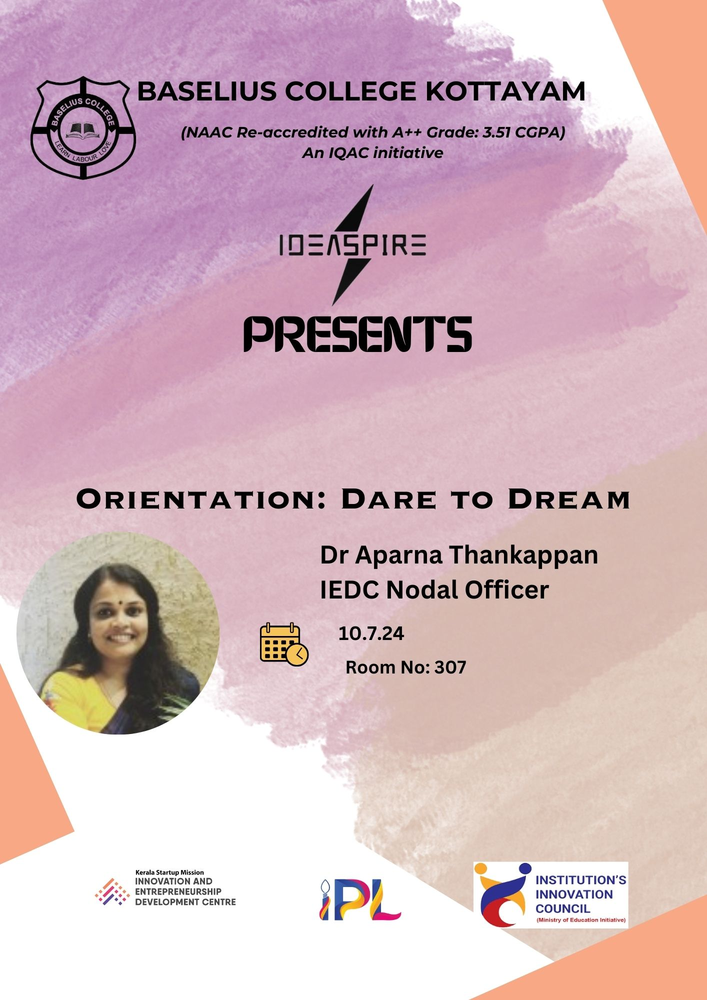 BASELIUS COLLEGE KOTTAYAM
BASELIUS COLLEGE
LEARN LABOUR LOVE
(NAAC Re-accredited with A++ Grade: 3.51 CGPA)
An IQAC initiative
IDEASPIRE
PRESENTS
ORIENTATION: DARE TO DREAM
Dr Aparna Thankappan
IEDC Nodal Officer
10.7.24
Room No: 307
Kerala Startup Mission
INNOVATION AND
ENTREPRENEURSHIP
DEVELOPMENT CENTRE
iPL
INSTITUTION'S
INNOVATION
COUNCIL
(Ministry of Education Initiative)